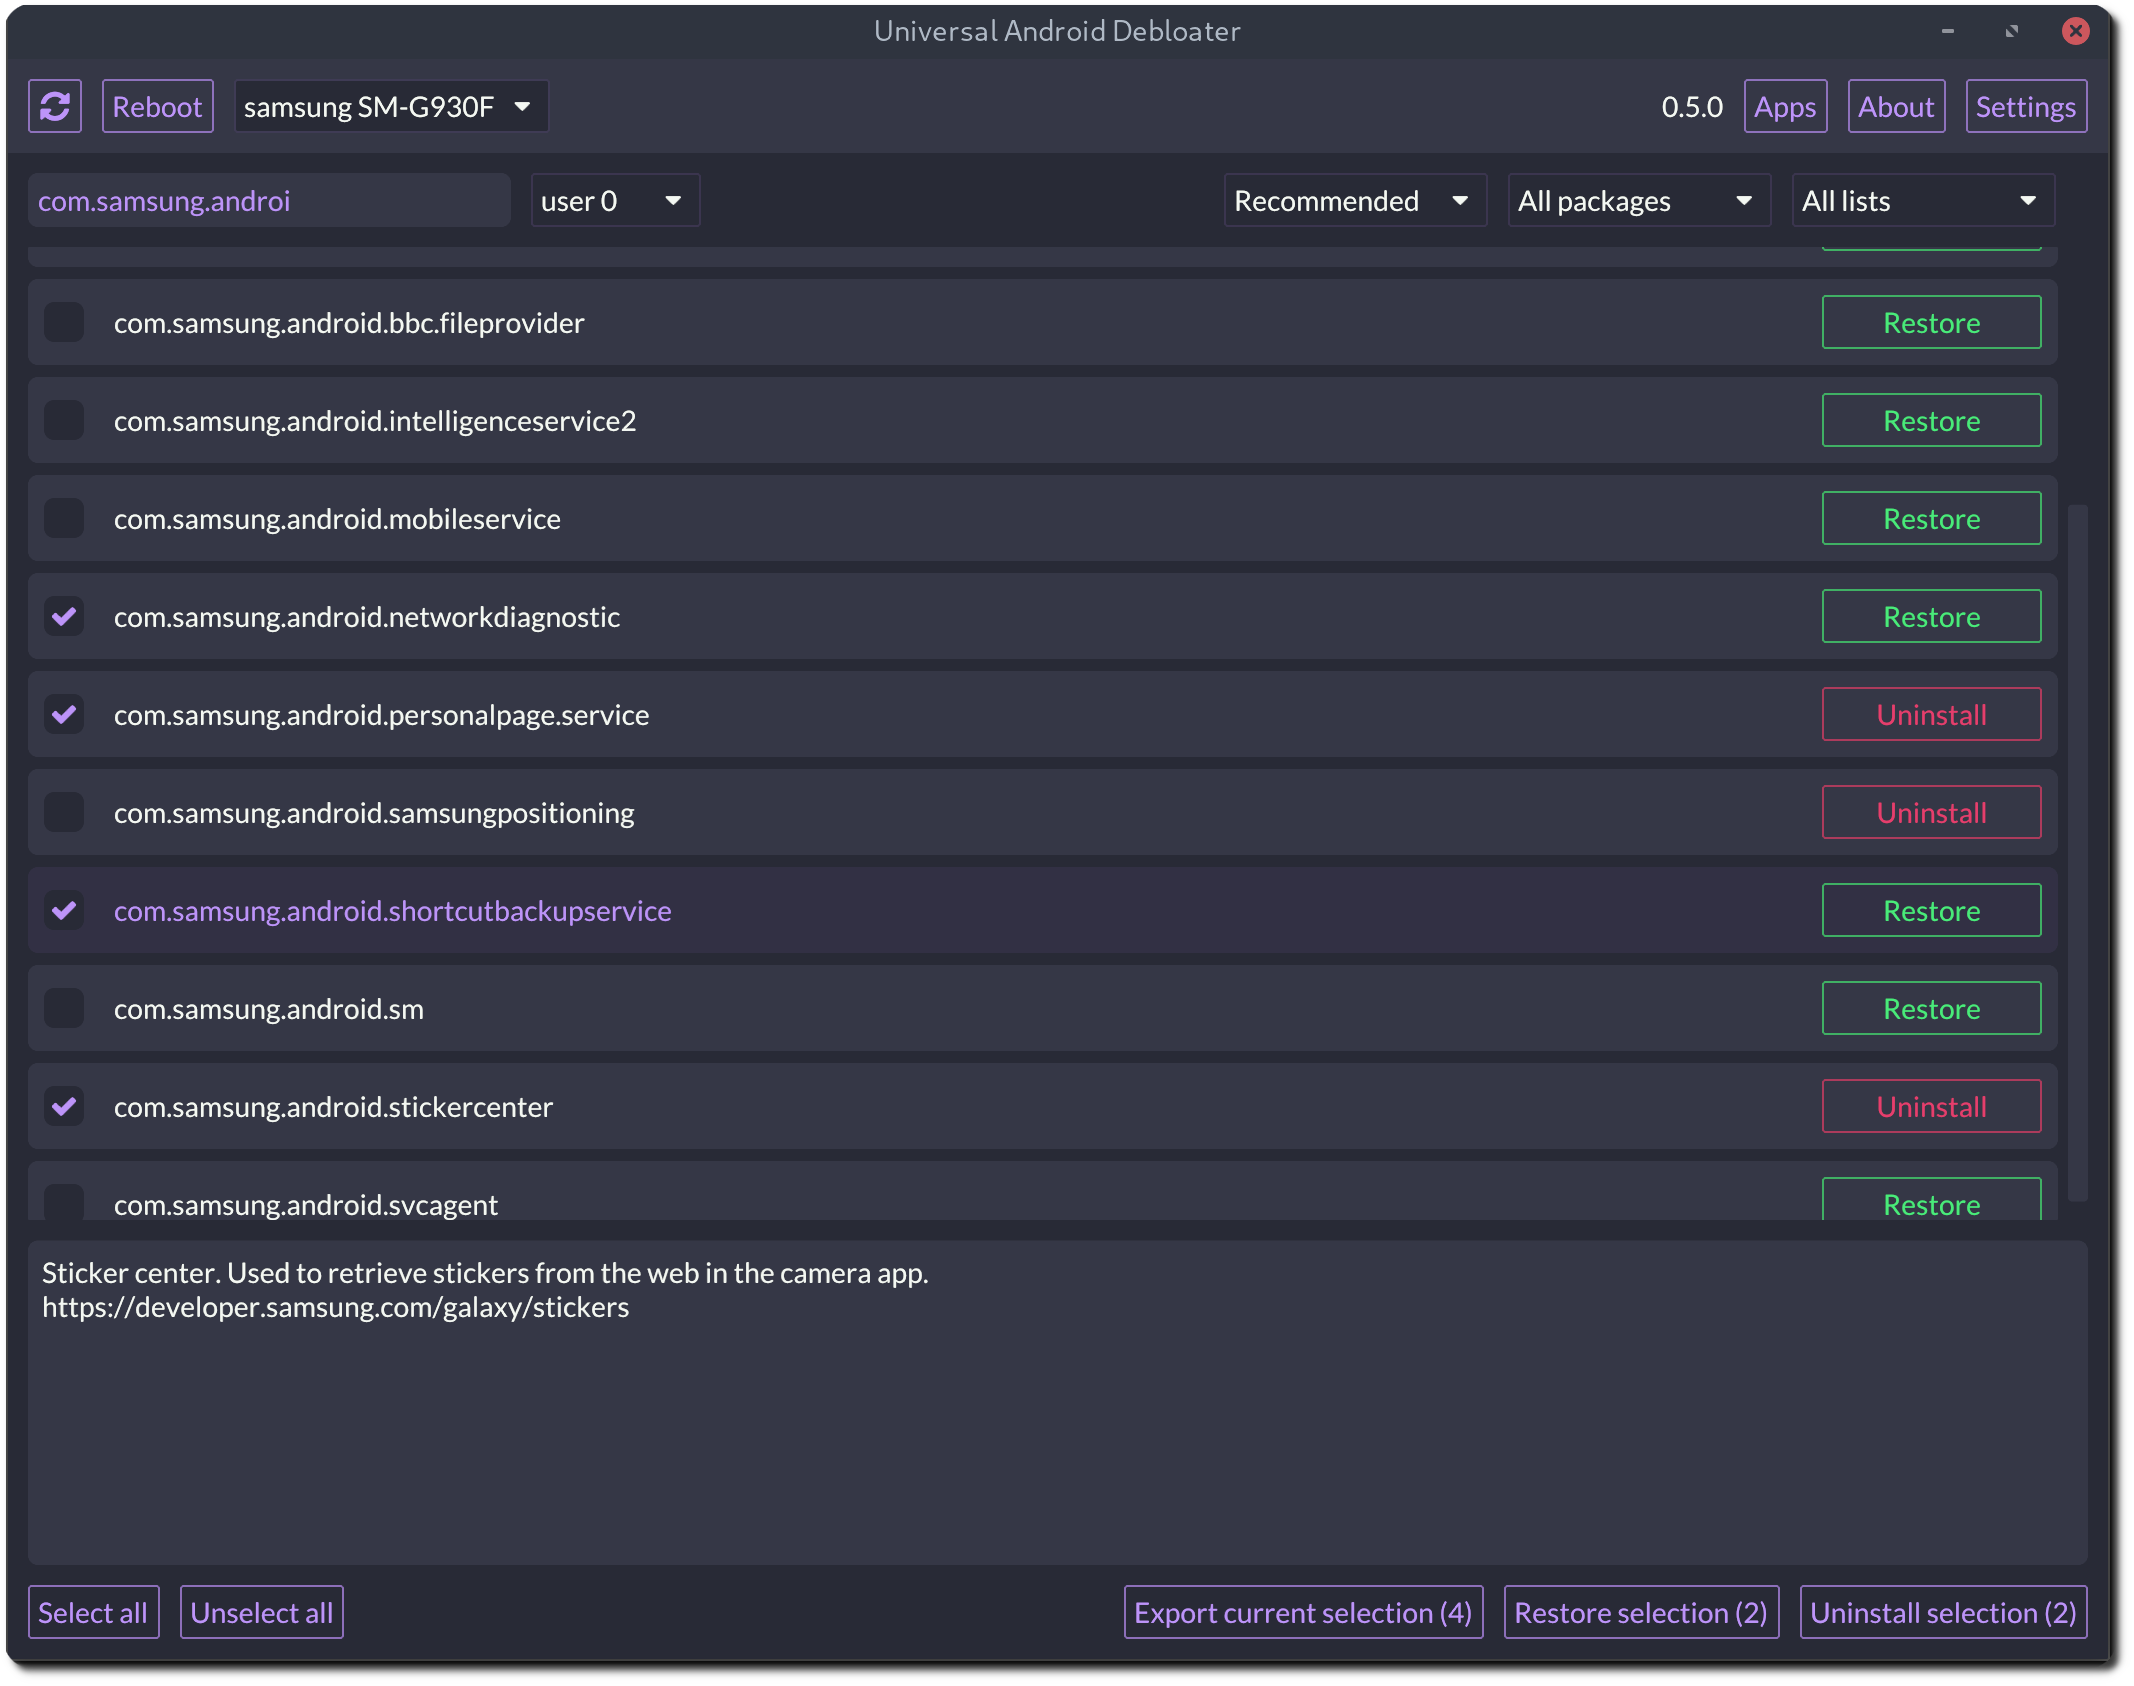 Universal Android Debloater
Reboot samsung SM-G930F 0.5.0 Apps About Settings
com.samsung.androi user 0 Recommended All packages All lists
com.samsung.android.bbc.fileprovider Restore
com.samsung.android.intelligenceservice2 Restore
com.samsung.android.mobileservice Restore
com.samsung.android.networkdiagnostic Restore
com.samsung.android.personalpage.service Uninstall
com.samsung.android.samsungpositioning Uninstall
com.samsung.android.shortcutbackupservice Restore
com.samsung.android.sm Restore
com.samsung.android.stickercenter Uninstall
com.samsung.android.svcagent Restore
Sticker center. Used to retrieve stickers from the web in the camera app.
https://developer.samsung.com/galaxy/stickers
Select all Unselect all Export current selection (4) Restore selection (2) Uninstall selection (2)